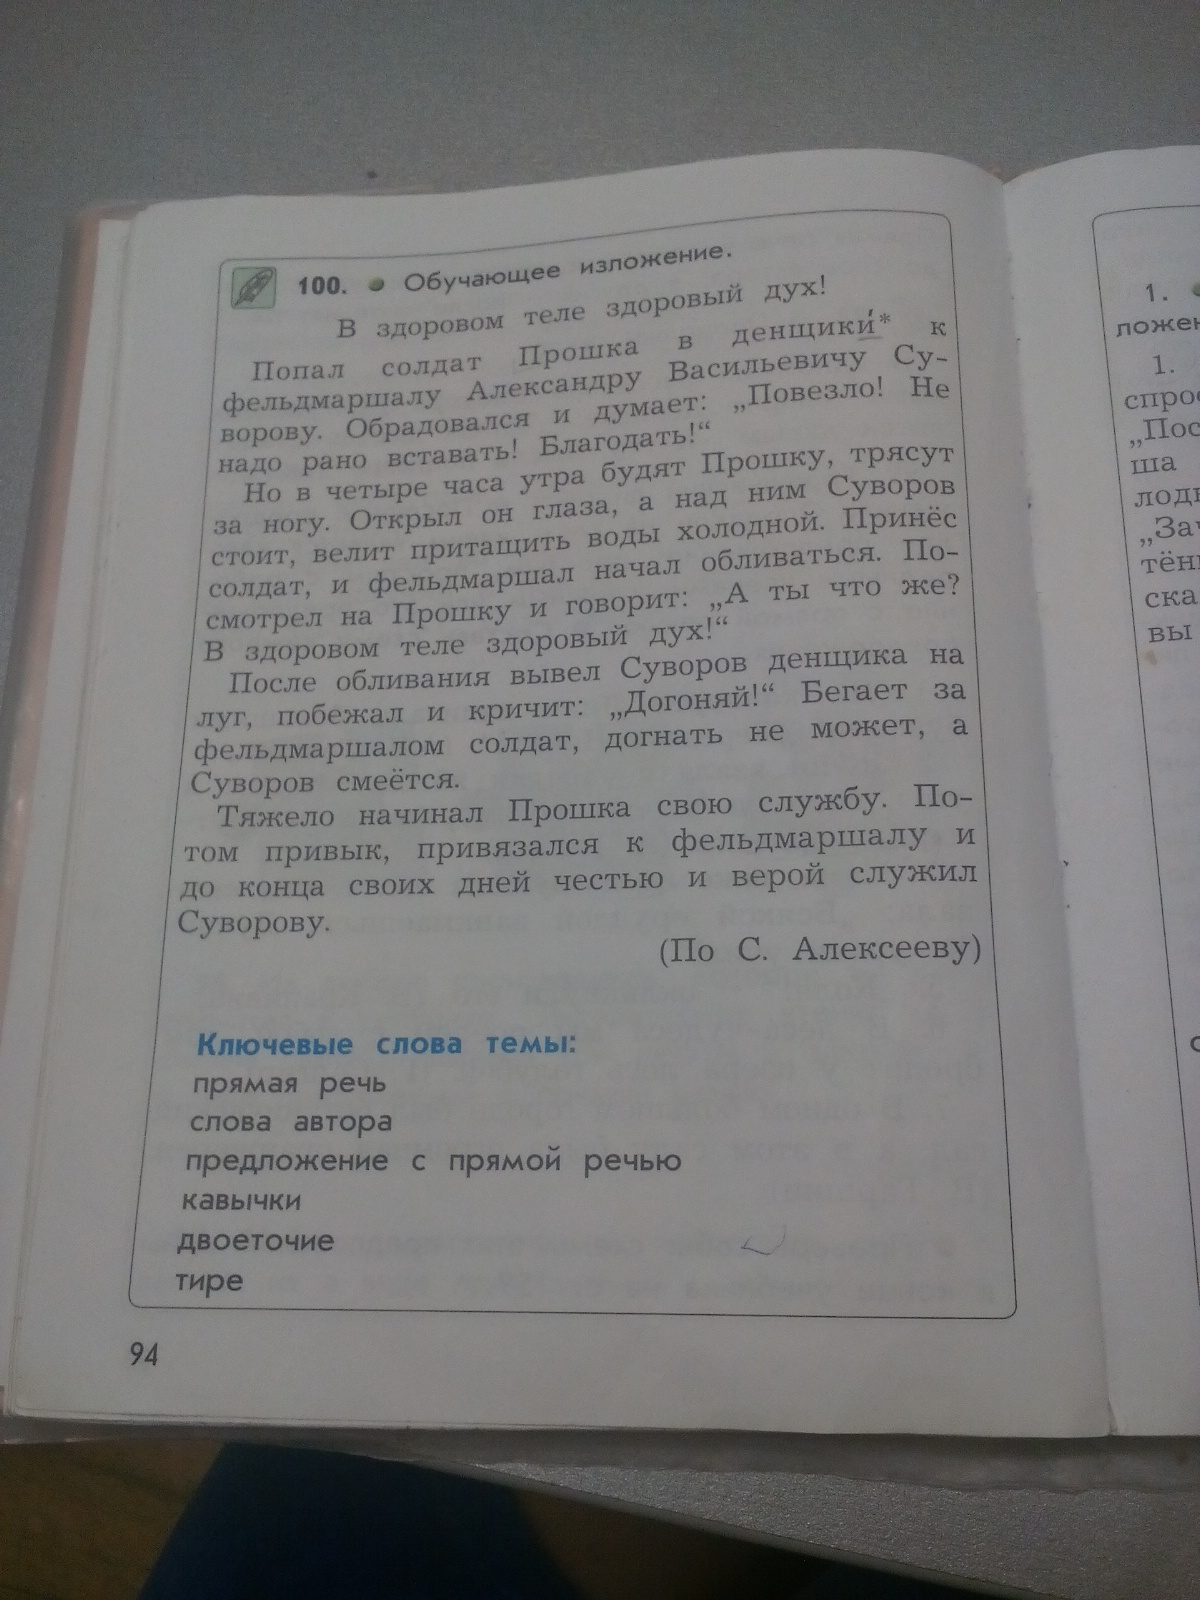 100. • Обучающее изложение.
В здоровом теле здоровый дух!
Попал солдат Прошка в денщики́* к
фельдмаршалу Александру Васильевичу Су-
ворову. Обрадовался и думает: „Повезло! Не
надо рано вставать! Благодать!“
Но в четыре часа утра будят Прошку, трясут
за ногу. Открыл он глаза, а над ним Суворов
стоит, велит притащить воды холодной. Принёс
солдат, и фельдмаршал начал обливаться. По-
смотрел на Прошку и говорит: „А ты что же?
В здоровом теле здоровый дух!“
После обливания вывел Суворов денщика на
луг, побежал и кричит: „Догоняй!“ Бегает за
фельдмаршалом солдат, догнать не может, а
Суворов смеётся.
Тяжело начинал Прошка свою службу. По-
том привык, привязался к фельдмаршалу и
до конца своих дней честью и верой служил
Суворову.
(По С. Алексееву)
Ключевые слова темы:
прямая речь
слова автора
предложение с прямой речью
кавычки
двоеточие
тире
94
1.
1.
„Пос
ша
„Зач
ска
вы